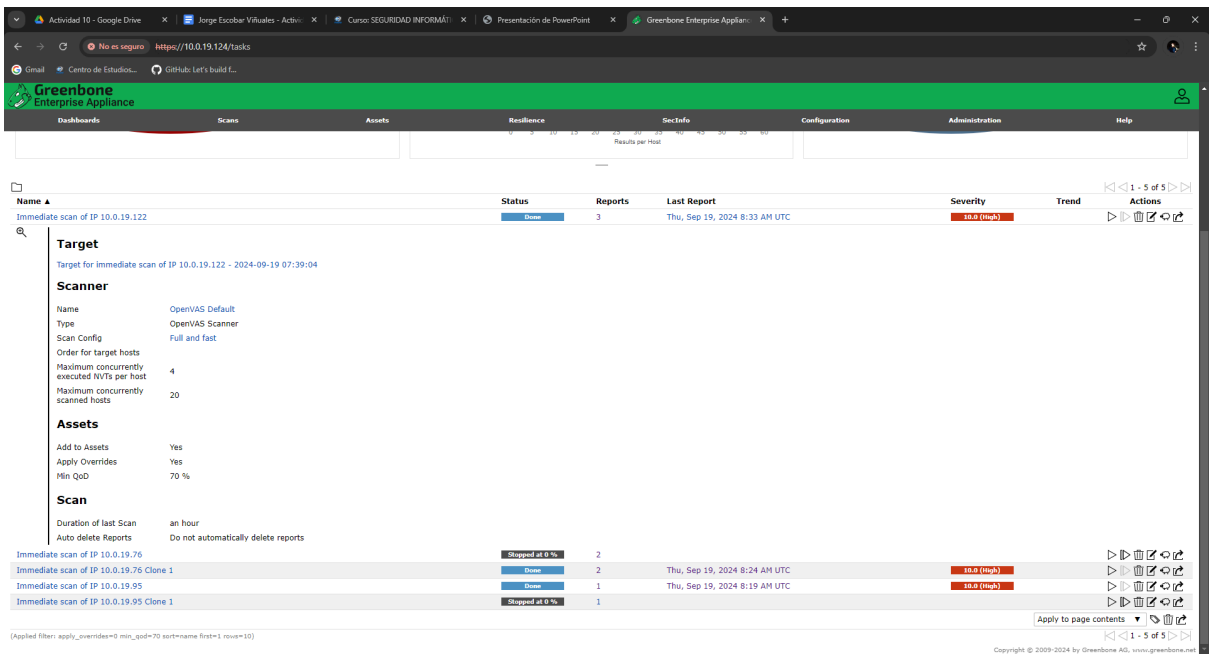 Actividad 10 - Google Drive
Jorge Escobar Viñuales - Activi
Curso: SEGURIDAD INFORMÁTI
Presentación de PowerPoint
Greenbone Enterprise Applianc
No es seguro https://10.0.19.124/tasks
Gmail Centro de Estudios... GitHub: Let's build f...
Greenbone
Enterprise Appliance
Dashboards Scans Assets Resilience SecInfo Configuration Administration Help
0 5 10 15 20 25 30 35 40 45 50 55 60
Results per Host
1 - 5 of 5
Name ▲ Status Reports Last Report Severity Trend Actions
Immediate scan of IP 10.0.19.122 Done 3 Thu, Sep 19, 2024 8:33 AM UTC 10.0 (High)
Target
Target for immediate scan of IP 10.0.19.122 - 2024-09-19 07:39:04
Scanner
Name OpenVAS Default
Type OpenVAS Scanner
Scan Config Full and fast
Order for target hosts
Maximum concurrently
executed NVTs per host 4
Maximum concurrently
scanned hosts 20
Assets
Add to Assets Yes
Apply Overrides Yes
Min QoD 70 %
Scan
Duration of last Scan an hour
Auto delete Reports Do not automatically delete reports
Immediate scan of IP 10.0.19.76 Stopped at 0 % 2
Immediate scan of IP 10.0.19.76 Clone 1 Done 2 Thu, Sep 19, 2024 8:24 AM UTC 10.0 (High)
Immediate scan of IP 10.0.19.95 Done 1 Thu, Sep 19, 2024 8:19 AM UTC 10.0 (High)
Immediate scan of IP 10.0.19.95 Clone 1 Stopped at 0 % 1
Apply to page contents ▼
(Applied filter: apply_overrides=0 min_qod=70 sort=name first=1 rows=10) 1 - 5 of 5
Copyright © 2009-2024 by Greenbone AG, www.greenbone.net